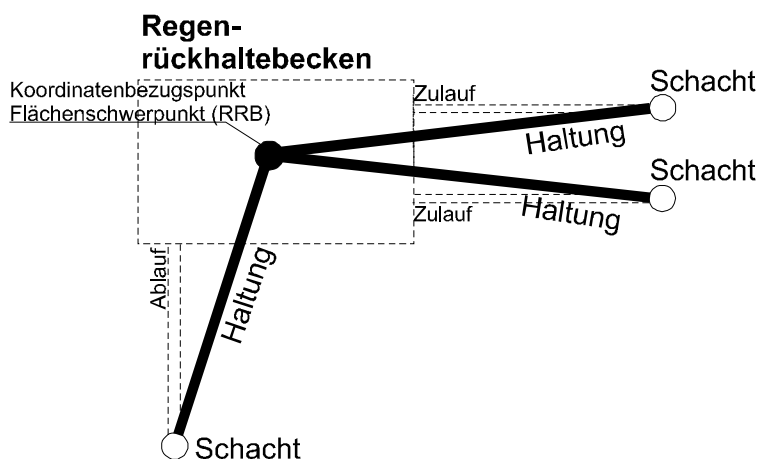 Regen-
rückhaltebecken
Koordinatenbezugspunkt
Flächenschwerpunkt (RRB)
Zulauf
Schacht
Haltung
Schacht
Haltung
Zulauf
Ablauf
Haltung
Schacht